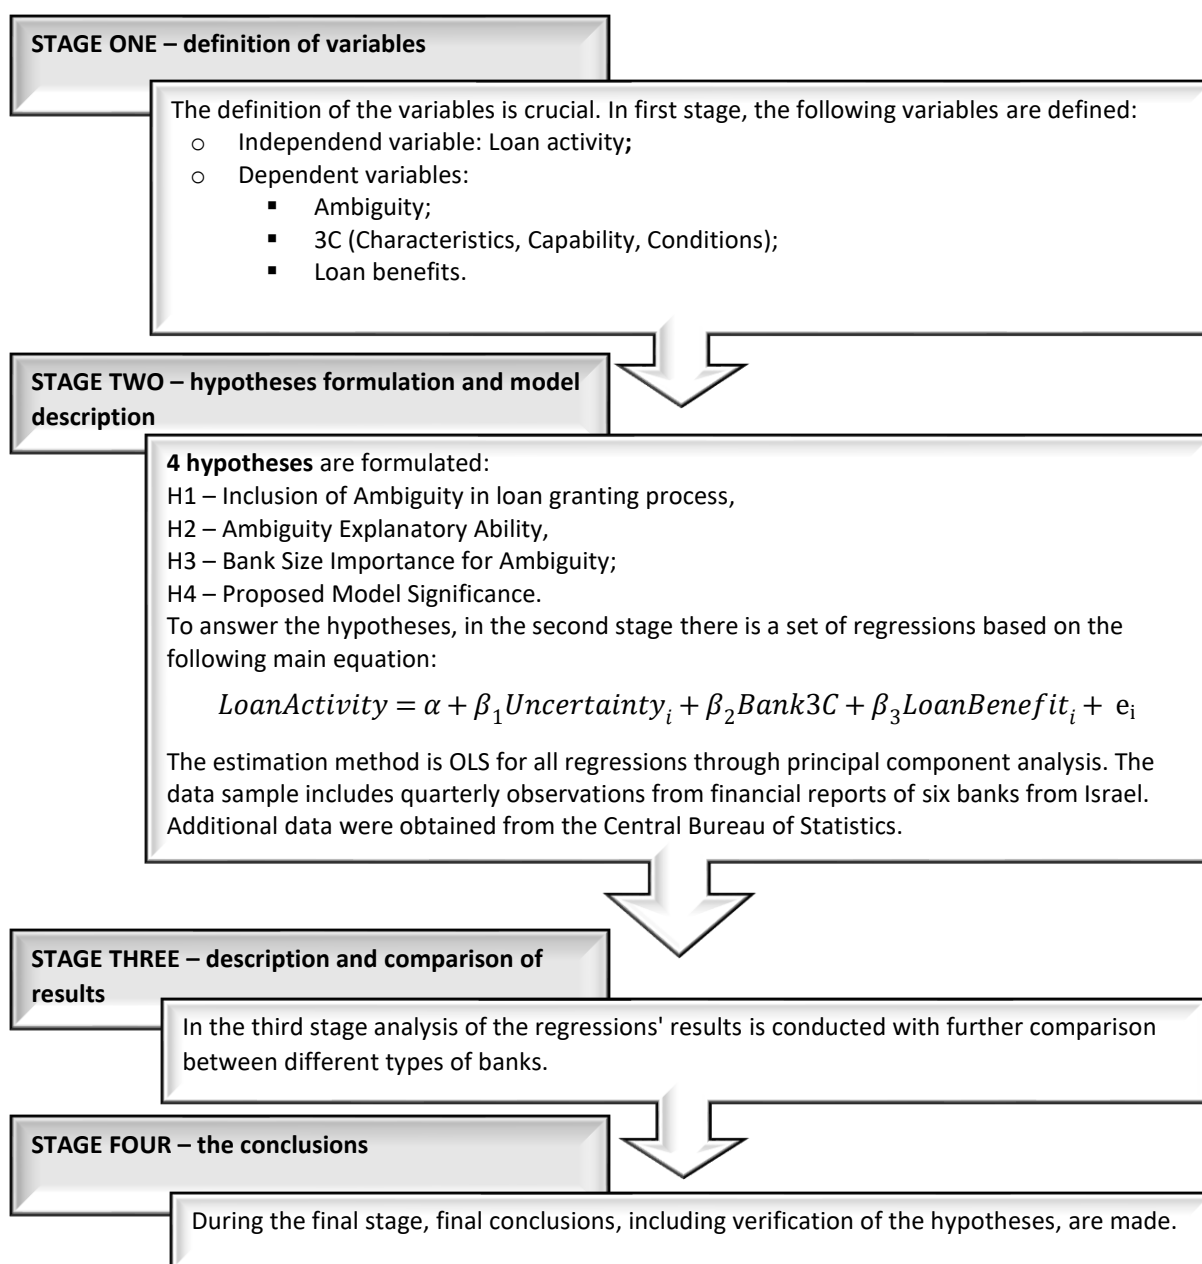 STAGE ONE – definition of variables
The definition of the variables is crucial. In first stage, the following variables are defined:
o Independend variable: Loan activity;
o Dependent variables:
▪ Ambiguity;
▪ 3C (Characteristics, Capability, Conditions);
▪ Loan benefits.
STAGE TWO – hypotheses formulation and model
description
4 hypotheses are formulated:
H1 – Inclusion of Ambiguity in loan granting process,
H2 – Ambiguity Explanatory Ability,
H3 – Bank Size Importance for Ambiguity;
H4 – Proposed Model Significance.
To answer the hypotheses, in the second stage there is a set of regressions based on the
following main equation:
LoanActivity = α + β₁Uncertaintyᵢ + β₂Bank3C + β₃LoanBenefitᵢ + eᵢ
The estimation method is OLS for all regressions through principal component analysis. The
data sample includes quarterly observations from financial reports of six banks from Israel.
Additional data were obtained from the Central Bureau of Statistics.
STAGE THREE – description and comparison of
results
In the third stage analysis of the regressions' results is conducted with further comparison
between different types of banks.
STAGE FOUR – the conclusions
During the final stage, final conclusions, including verification of the hypotheses, are made.